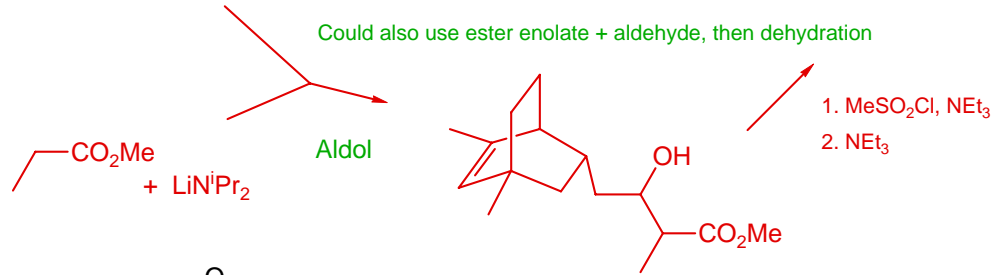 Could also use ester enolate + aldehyde, then dehydration
1. MeSO₂Cl, NEt₃
2. NEt₃
Aldol
CO₂Me
+ LiNⁱPr₂
OH
CO₂Me
O